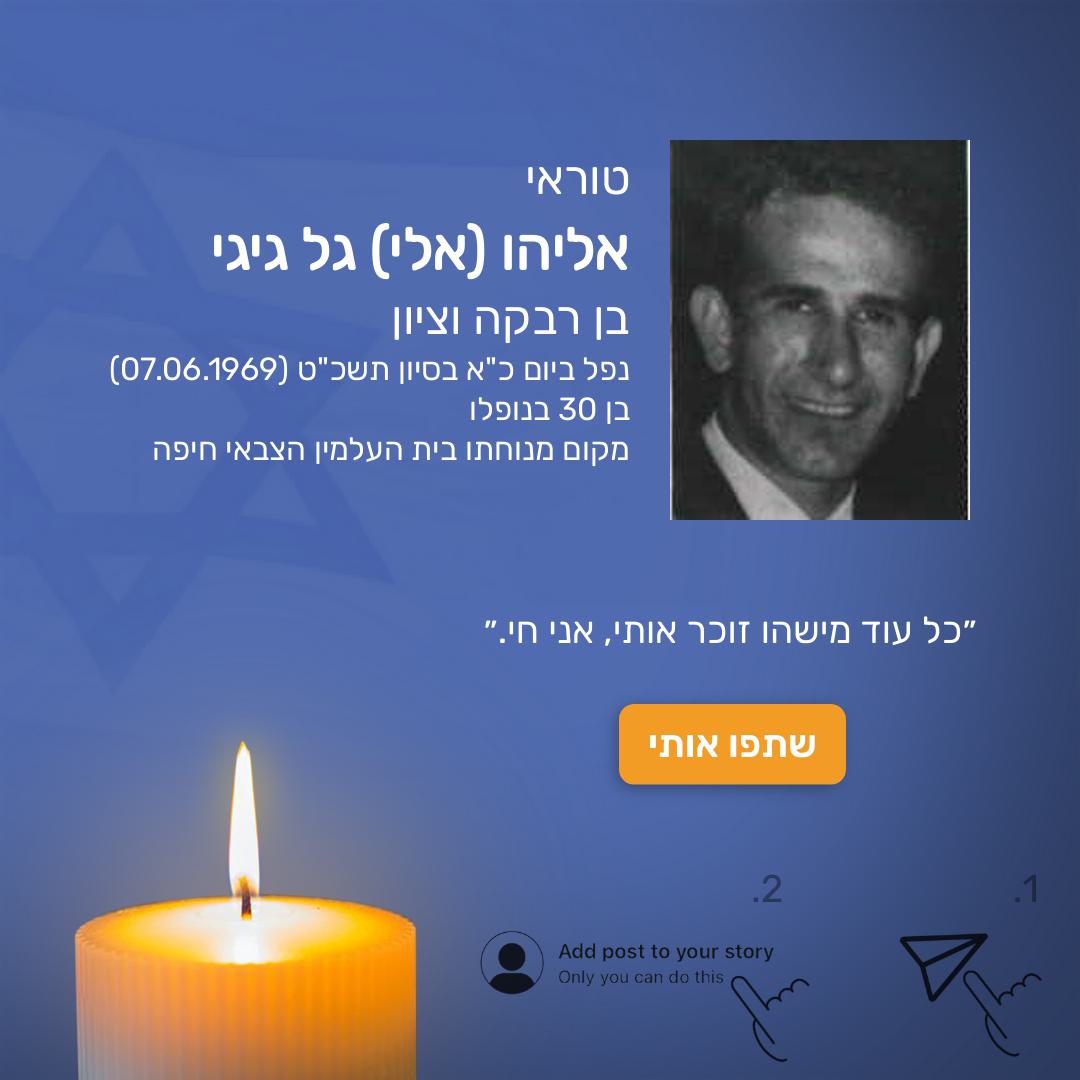 טוראי
אליהו (אלי) גל גיגי
בן רבקה וציון
נפל ביום כ"א בסיון תשכ"ט (07.06.1969)
בן 30 בנופלו
מקום מנוחתו בית העלמין הצבאי חיפה
״כל עוד מישהו זוכר אותי, אני חי.״
שתפו אותי
1.
2.
Add post to your story
Only you can do this